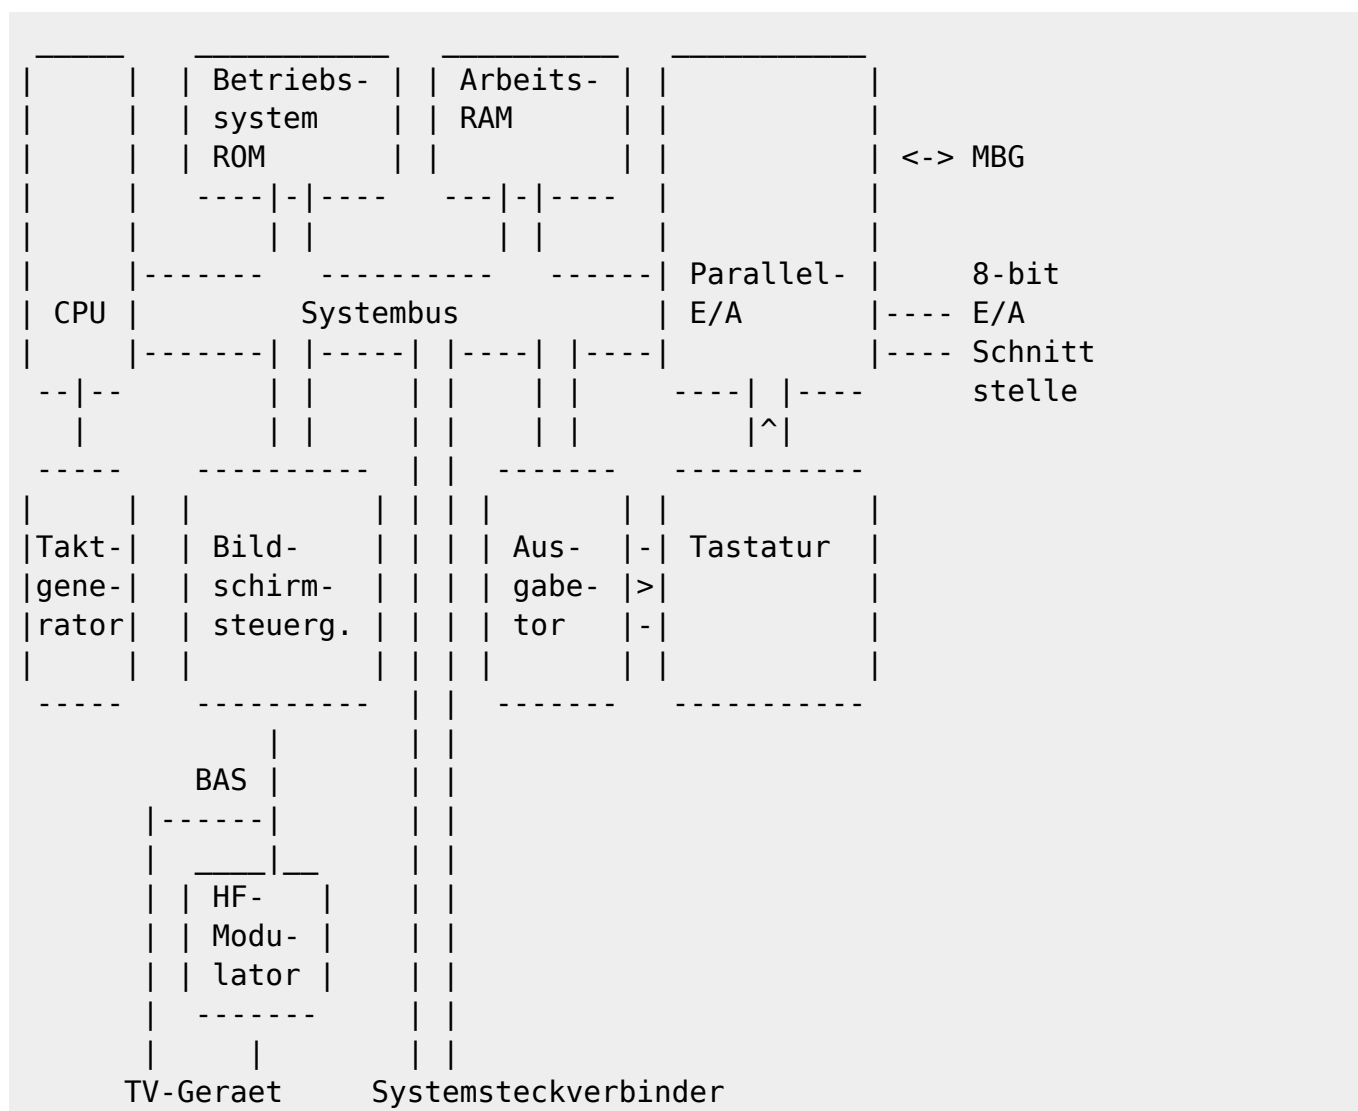 Betriebs- Arbeits-
system RAM
ROM <-> MBG
Parallel- 8-bit
CPU Systembus E/A E/A
Schnitt
stelle
Takt- Bild- Aus- Tastatur
gene- schirm- gabe-
rator steuerg. tor
BAS
HF-
Modu-
lator
TV-Geraet Systemsteckverbinder